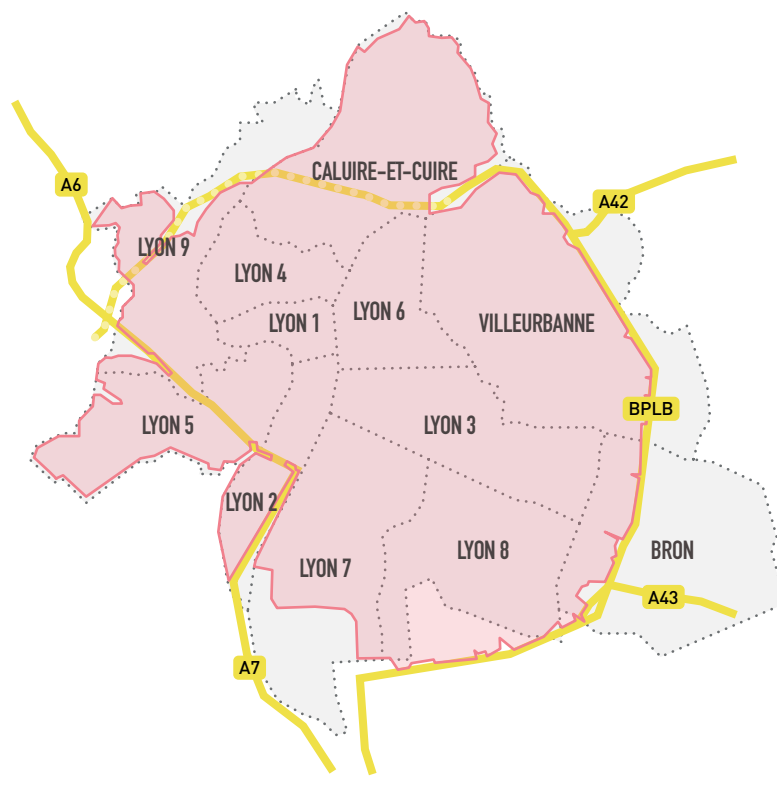 CALUIRE-ET-CUIRE
A6
A42
LYON 9
LYON 4
LYON 1
LYON 6
VILLEURBANNE
BPLB
LYON 5
LYON 3
LYON 2
LYON 7
LYON 8
BRON
A43
A7